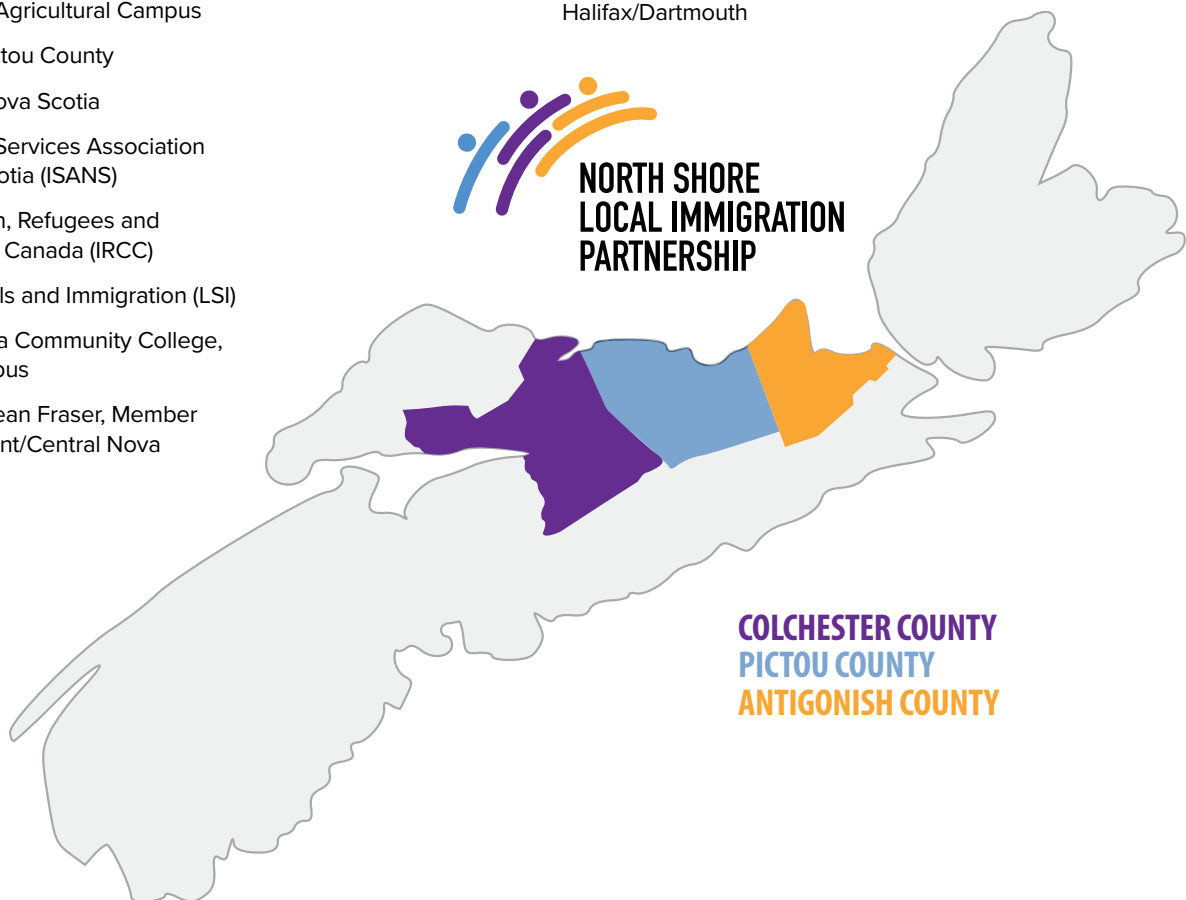 Agricultural Campus
tou County
ova Scotia
Services Association
otia (ISANS)
n, Refugees and
Canada (IRCC)
ls and Immigration (LSI)
a Community College,
ous
ean Fraser, Member
nt/Central Nova
Halifax/Dartmouth
NORTH SHORE
LOCAL IMMIGRATION
PARTNERSHIP
COLCHESTER COUNTY
PICTOU COUNTY
ANTIGONISH COUNTY